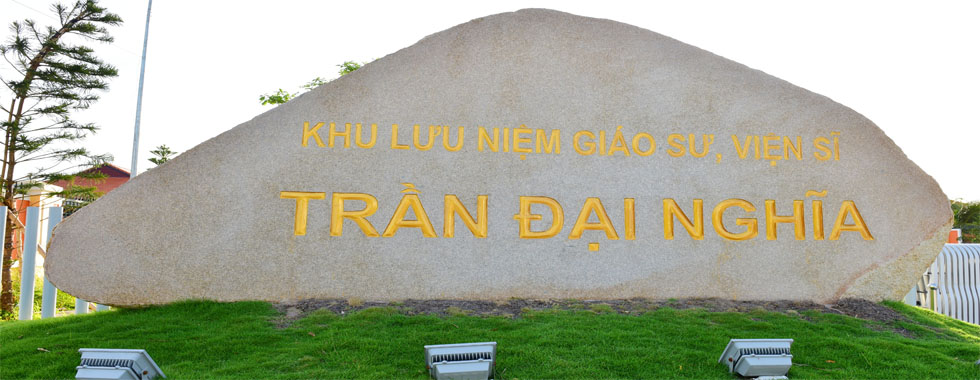 KHU LƯU NIỆM GIÁO SƯ, VIỆN SĨ
TRẦN ĐẠI NGHĨA